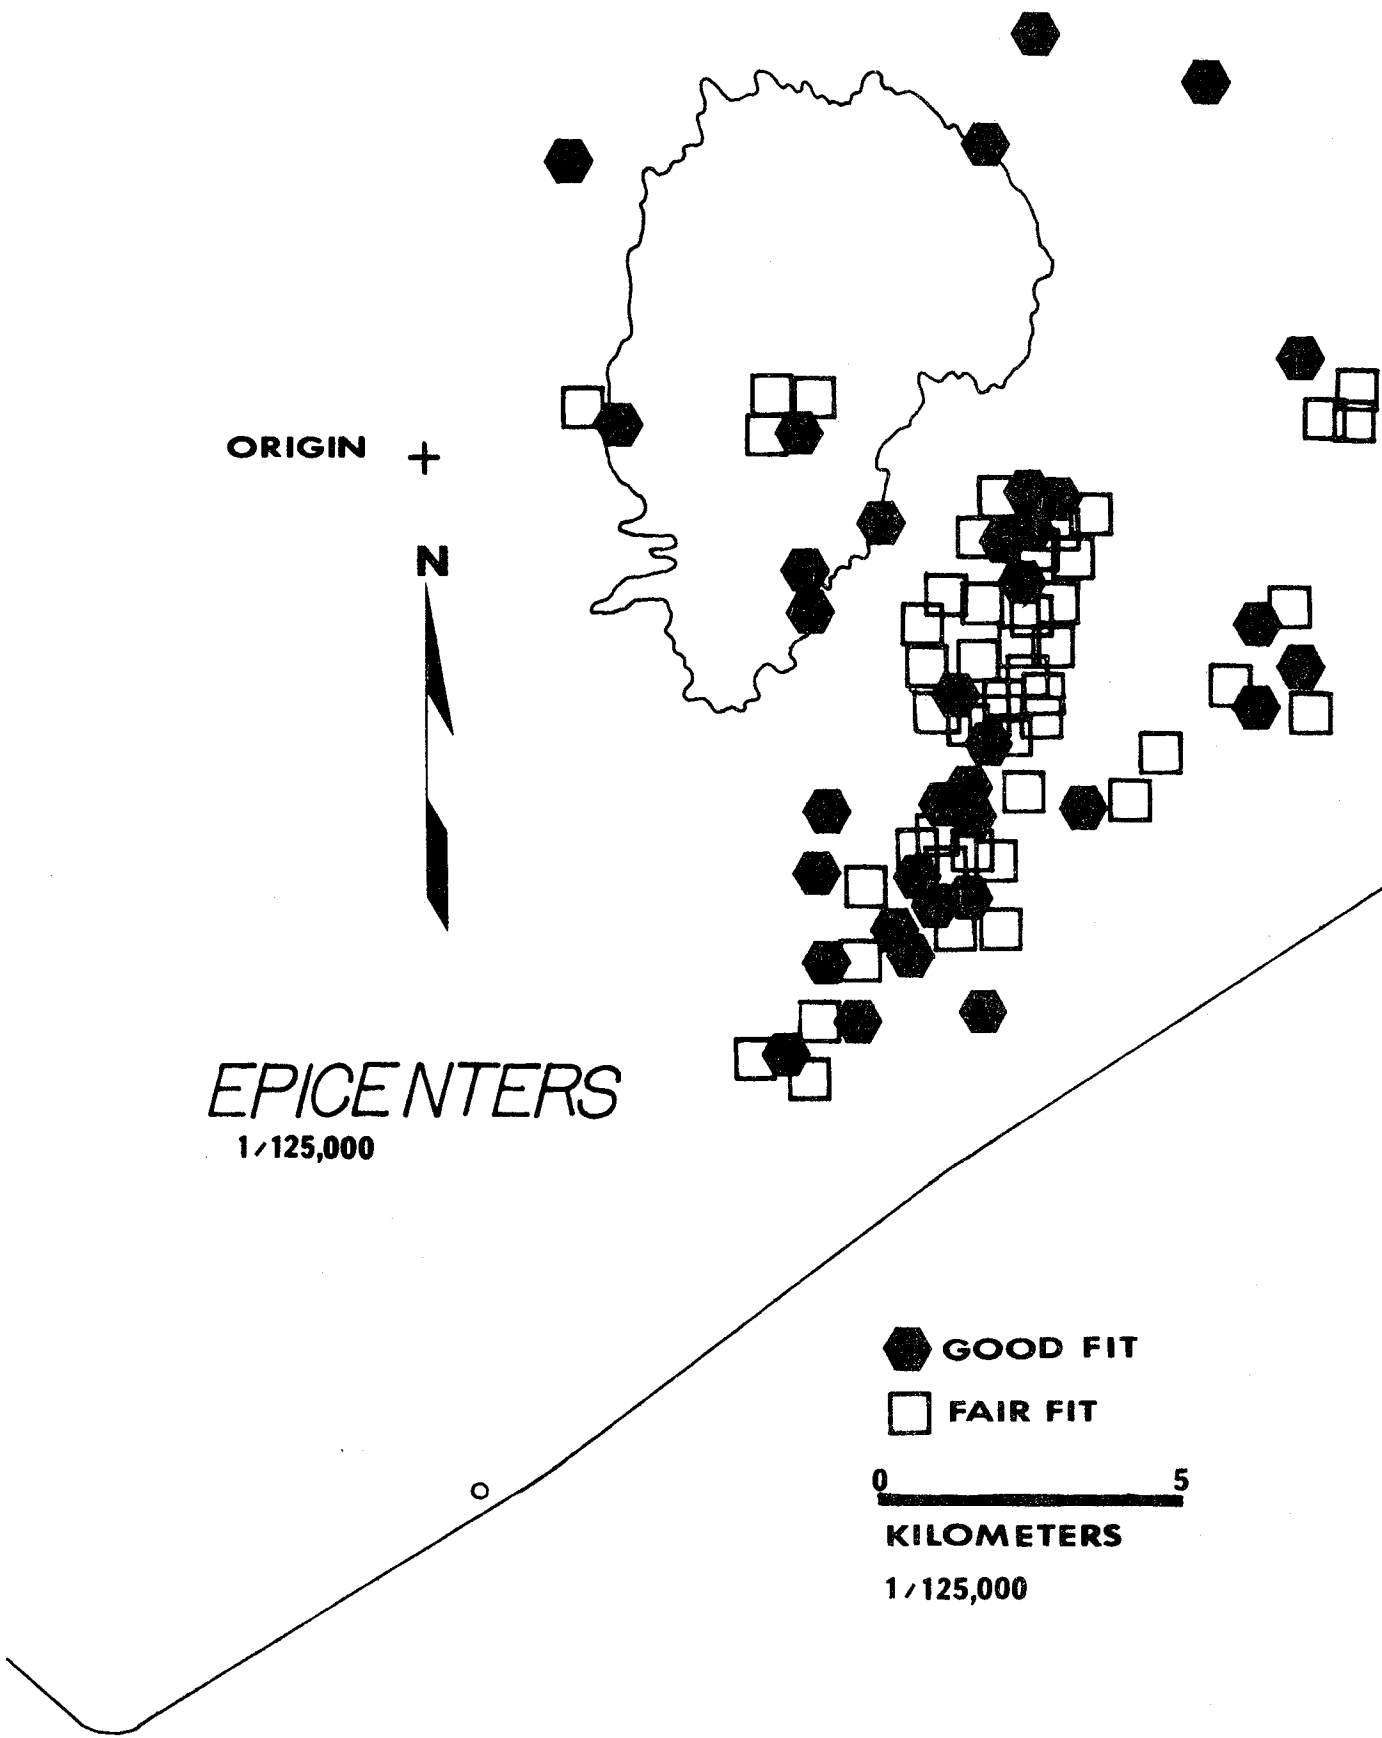 ORIGIN
N
EPICENTERS
1/125,000
GOOD FIT
FAIR FIT
0 5
KILOMETERS
1/125,000